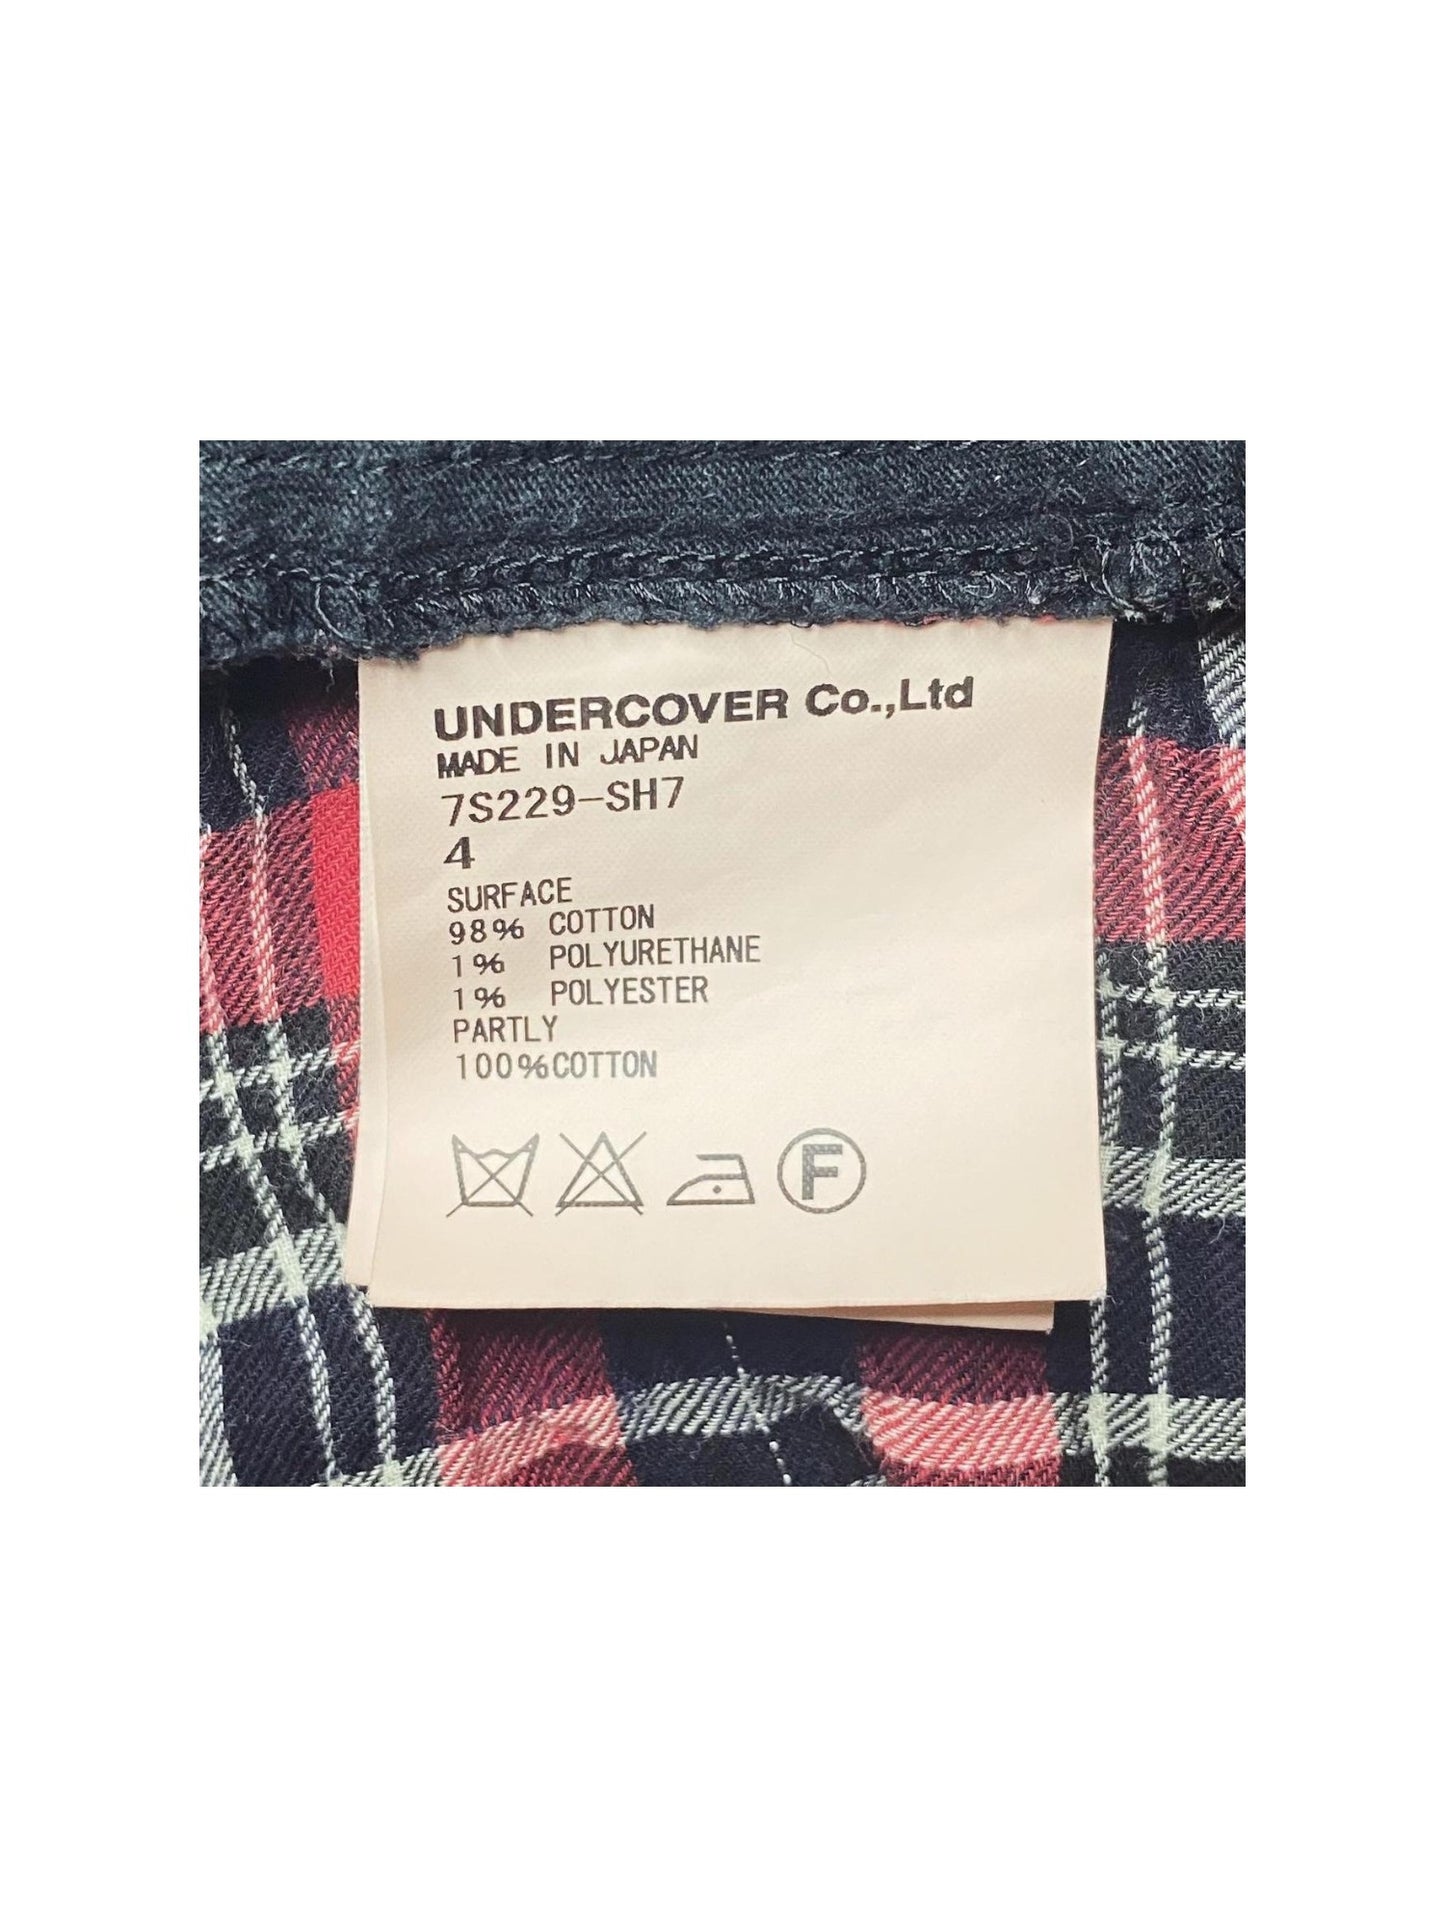 UNDERCOVER Co.,Ltd
MADE IN JAPAN
7S229-SH7
4
SURFACE
98% COTTON
1% POLYURETHANE
1% POLYESTER
PARTLY
100%COTTON
F